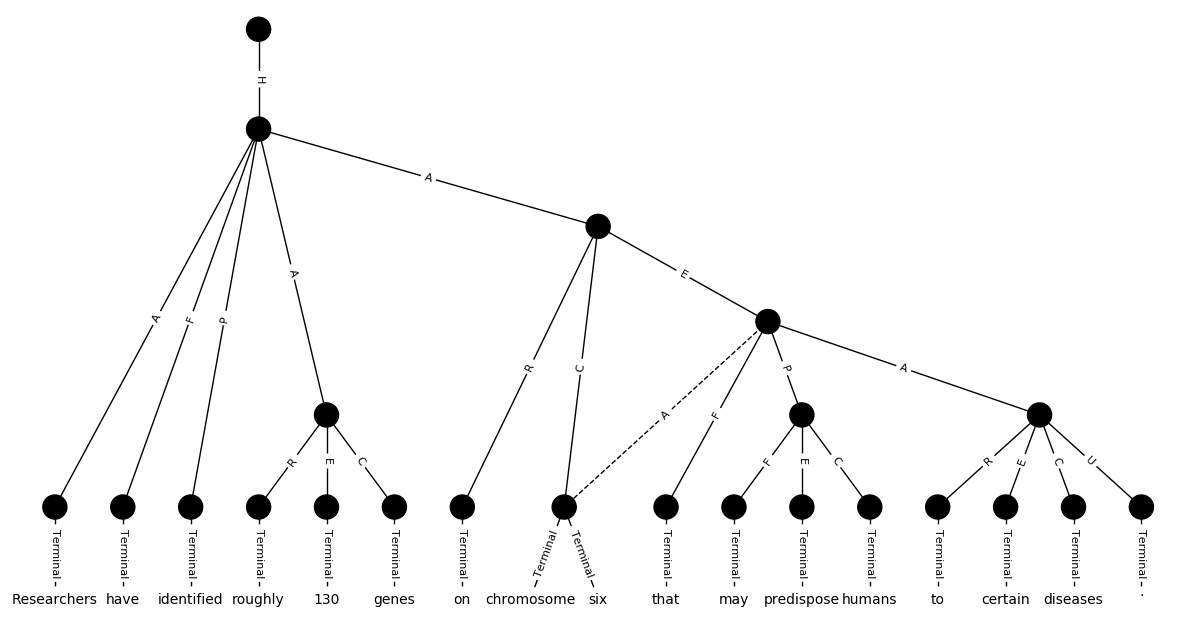 H
A
E
A
A F P
R C
P A
A F
R E C
F E C
R E C U
Terminal Terminal Terminal Terminal Terminal Terminal Terminal Terminal Terminal Terminal Terminal Terminal Terminal Terminal Terminal Terminal Terminal
Researchers have identified roughly 130 genes on chromosome six that may predispose humans to certain diseases .